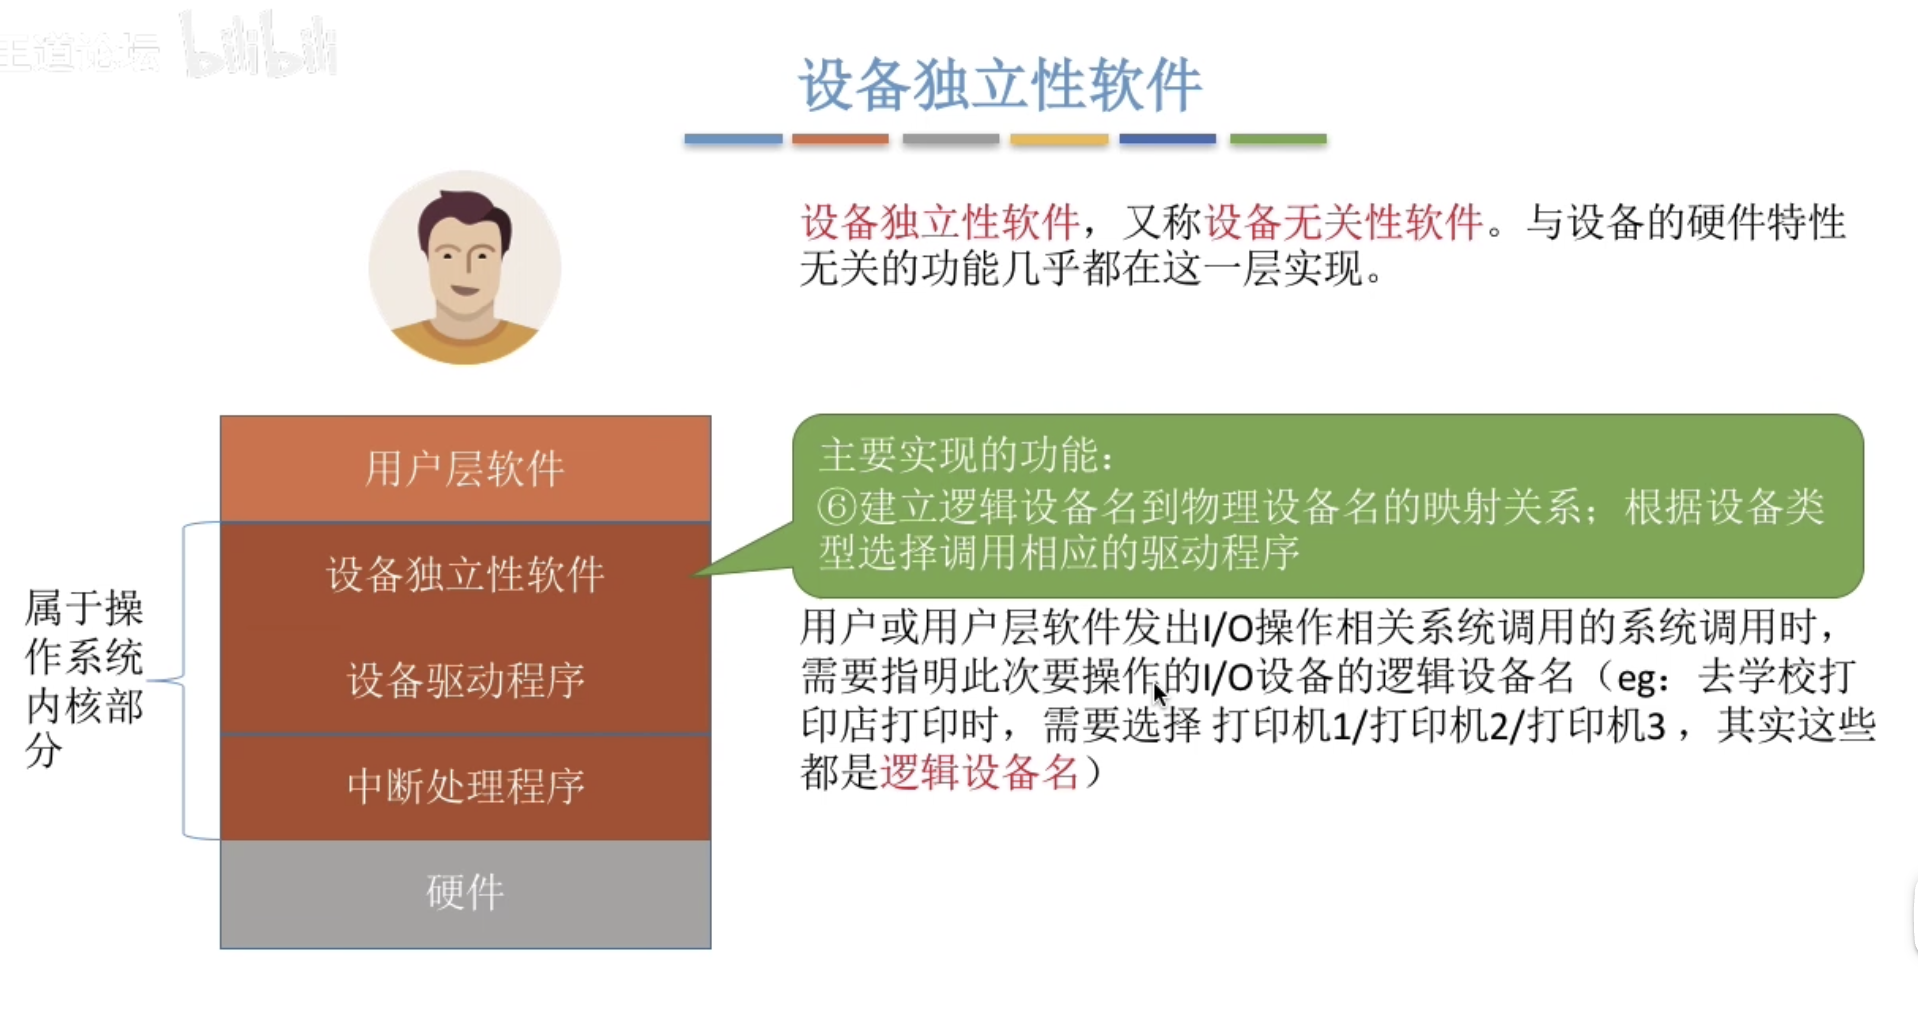 王道论坛 bilibili
设备独立性软件
设备独立性软件，又称设备无关性软件。与设备的硬件特性
无关的功能几乎都在这一层实现。
用户层软件
设备独立性软件
设备驱动程序
中断处理程序
硬件
属于操
作系统
内核部
分
主要实现的功能：
⑥建立逻辑设备名到物理设备名的映射关系；根据设备类
型选择调用相应的驱动程序
用户或用户层软件发出I/O操作相关系统调用的系统调用时，
需要指明此次要操作的I/O设备的逻辑设备名（eg：去学校打
印店打印时，需要选择 打印机1/打印机2/打印机3，其实这些
都是逻辑设备名）